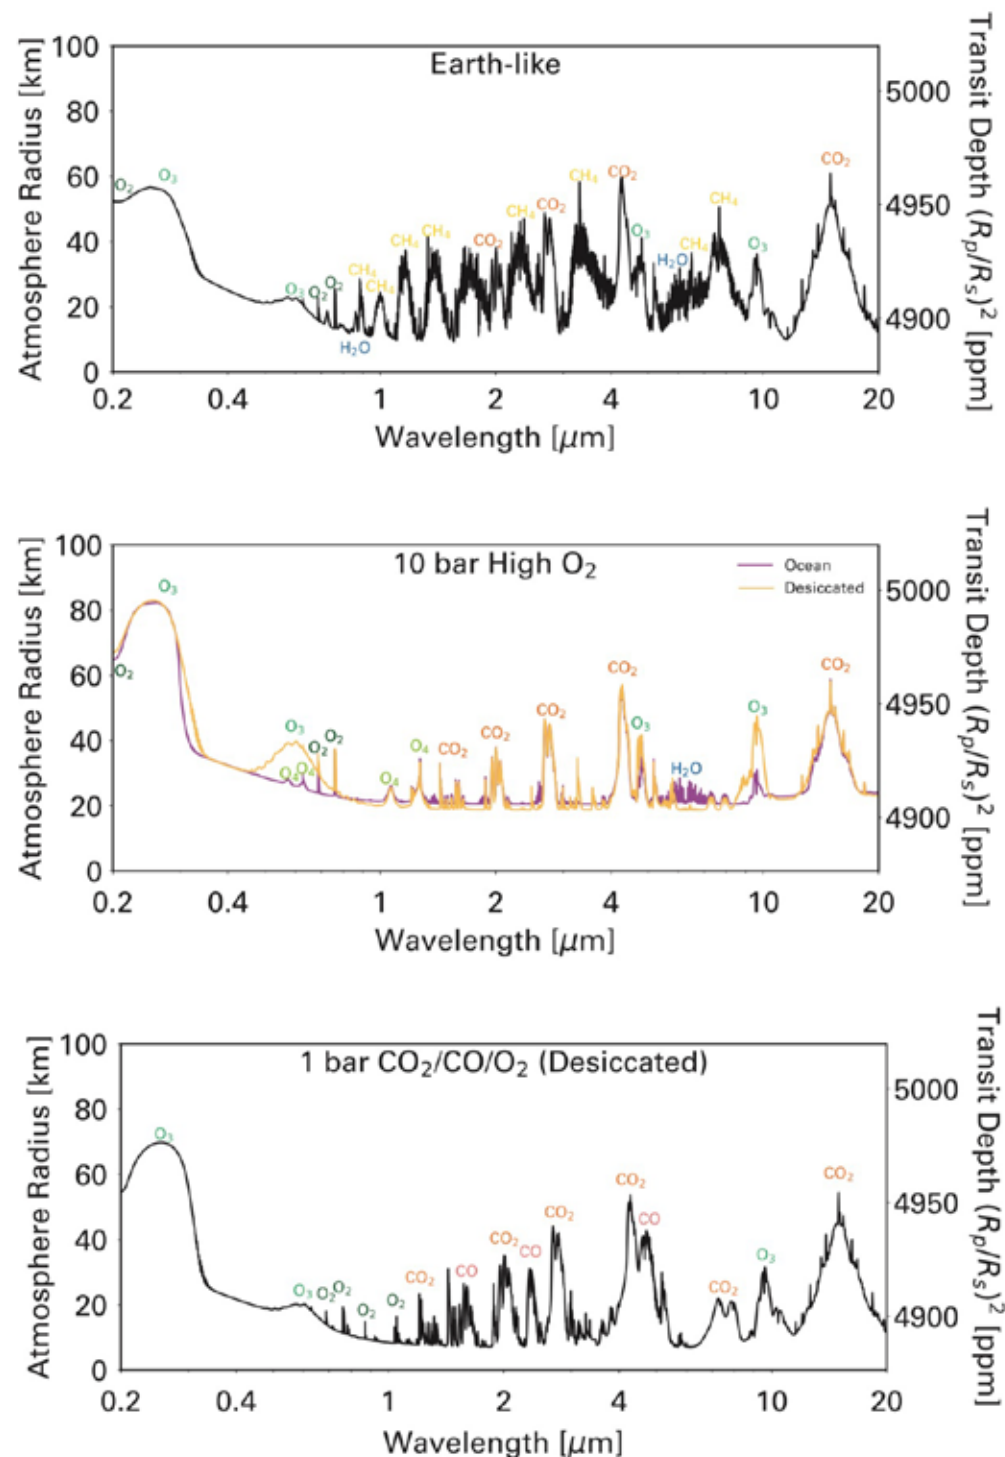 Earth-like
Atmosphere Radius [km]
Transit Depth (Rₚ/Rₛ)² [ppm]
100
80
60
40
20
0
5000
4950
4900
O₂
O₃
O₃
O₂
O₂
H₂O
CH₄
CH₄
CH₄
CH₄
CO₂
CH₄
CO₂
CH₄
CO₂
O₃
H₂O
CH₄
CH₄
O₃
CO₂
0.2 0.4 1 2 4 10 20
Wavelength [μm]
10 bar High O₂
Ocean
Desiccated
Atmosphere Radius [km]
Transit Depth (Rₚ/Rₛ)² [ppm]
100
80
60
40
20
0
5000
4950
4900
O₂
O₃
O₄
O₃
O₄
O₂
O₂
O₄
O₄
CO₂
CO₂
CO₂
CO₂
O₃
H₂O
O₃
CO₂
0.2 0.4 1 2 4 10 20
Wavelength [μm]
1 bar CO₂/CO/O₂ (Desiccated)
Atmosphere Radius [km]
Transit Depth (Rₚ/Rₛ)² [ppm]
100
80
60
40
20
0
5000
4950
4900
O₃
O₃
O₂
O₂
O₂
O₂
CO₂
CO
CO₂
CO
CO₂
CO₂
CO
CO₂
O₃
CO₂
0.2 0.4 1 2 4 10 20
Wavelength [μm]